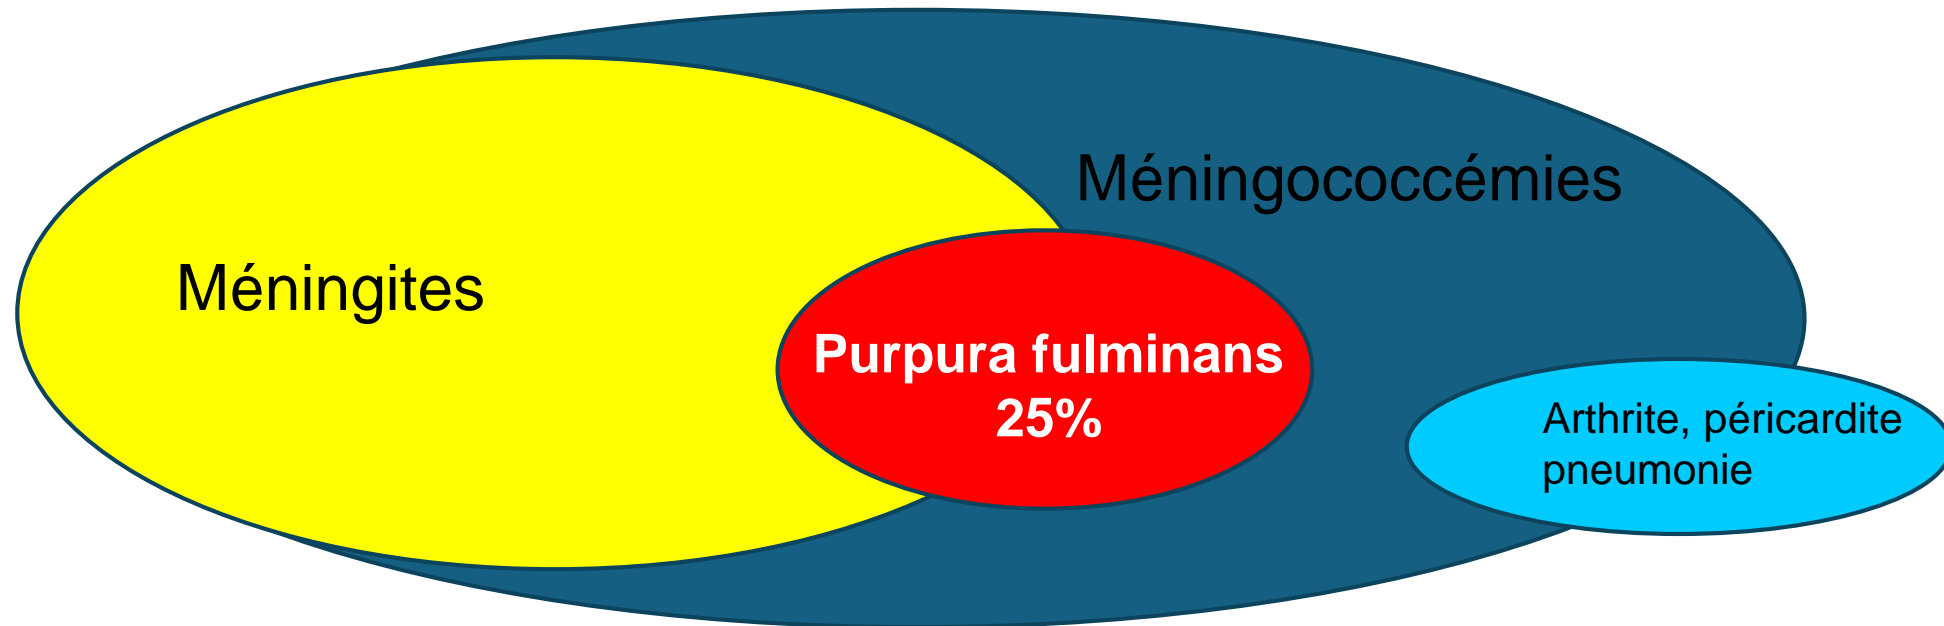 Méningococcémies
Méningites
Purpura fulminans
25%
Arthrite, péricardite
pneumonie